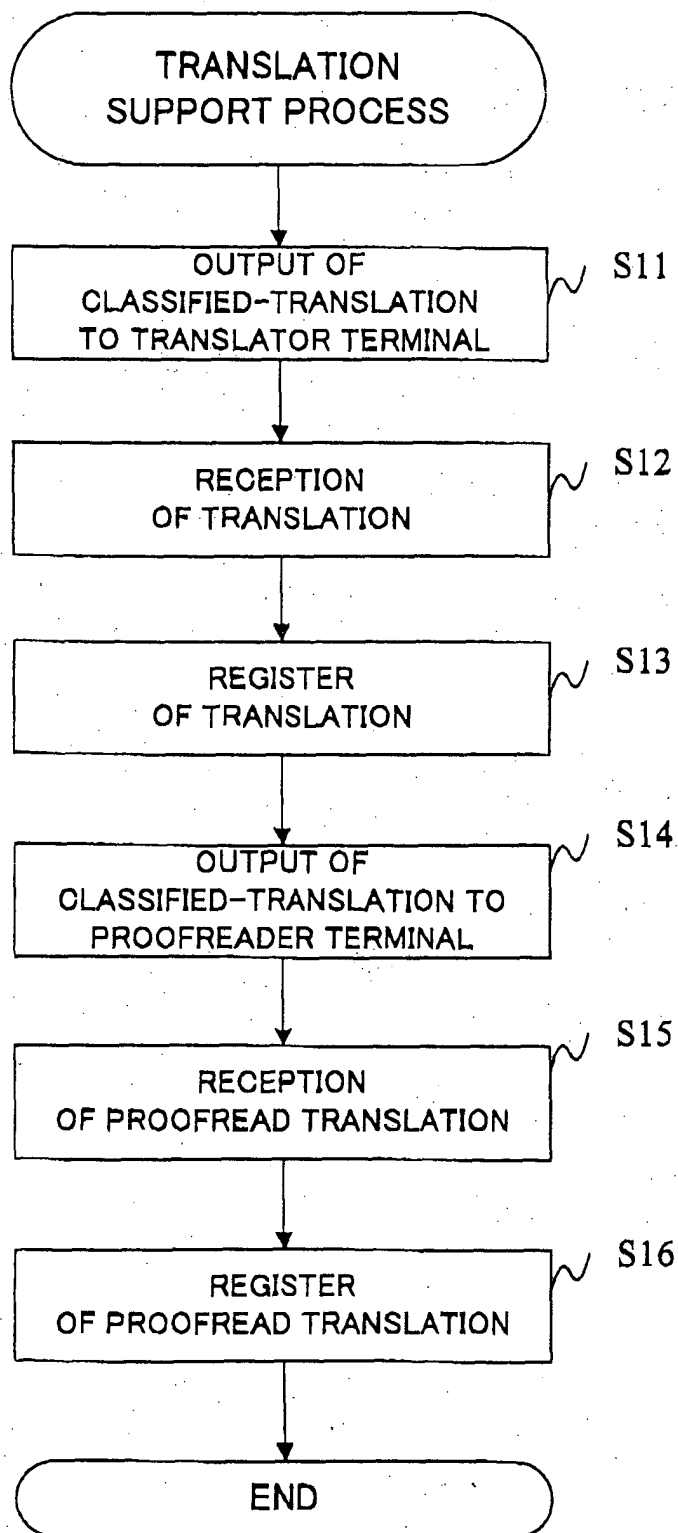 TRANSLATION
SUPPORT PROCESS
OUTPUT OF
CLASSIFIED-TRANSLATION
TO TRANSLATOR TERMINAL
S11
RECEPTION
OF TRANSLATION
S12
REGISTER
OF TRANSLATION
S13
OUTPUT OF
CLASSIFIED-TRANSLATION TO
PROOFREADER TERMINAL
S14
RECEPTION
OF PROOFREAD TRANSLATION
S15
REGISTER
OF PROOFREAD TRANSLATION
S16
END